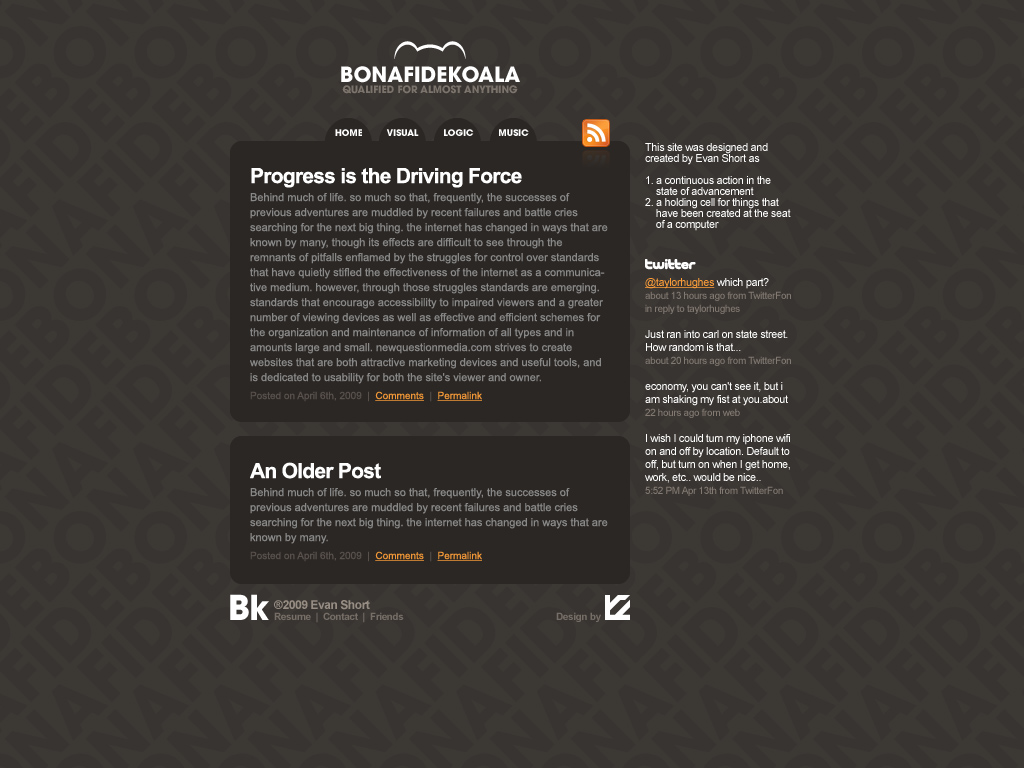 BONAFIDEKOALA
QUALIFIED FOR ALMOST ANYTHING
HOME VISUAL LOGIC MUSIC
Progress is the Driving Force
Behind much of life. so much so that, frequently, the successes of
previous adventures are muddled by recent failures and battle cries
searching for the next big thing. the internet has changed in ways that are
known by many, though its effects are difficult to see through the
remnants of pitfalls enflamed by the struggles for control over standards
that have quietly stifled the effectiveness of the internet as a communica-
tive medium. however, through those struggles standards are emerging.
standards that encourage accessibility to impaired viewers and a greater
number of viewing devices as well as effective and efficient schemes for
the organization and maintenance of information of all types and in
amounts large and small. newquestionmedia.com strives to create
websites that are both attractive marketing devices and useful tools, and
is dedicated to usability for both the site's viewer and owner.
Posted on April 6th, 2009 | Comments | Permalink
An Older Post
Behind much of life. so much so that, frequently, the successes of
previous adventures are muddled by recent failures and battle cries
searching for the next big thing. the internet has changed in ways that are
known by many.
Posted on April 6th, 2009 | Comments | Permalink
This site was designed and
created by Evan Short as
1. a continuous action in the
state of advancement
2. a holding cell for things that
have been created at the seat
of a computer
twitter
@taylorhughes which part?
about 13 hours ago from TwitterFon
in reply to taylorhughes
Just ran into carl on state street.
How random is that...
about 20 hours ago from TwitterFon
economy, you can't see it, but i
am shaking my fist at you.about
22 hours ago from web
I wish I could turn my iphone wifi
on and off by location. Default to
off, but turn on when I get home,
work, etc.. would be nice..
5:52 PM Apr 13th from TwitterFon
Bk ®2009 Evan Short
Resume | Contact | Friends
Design by